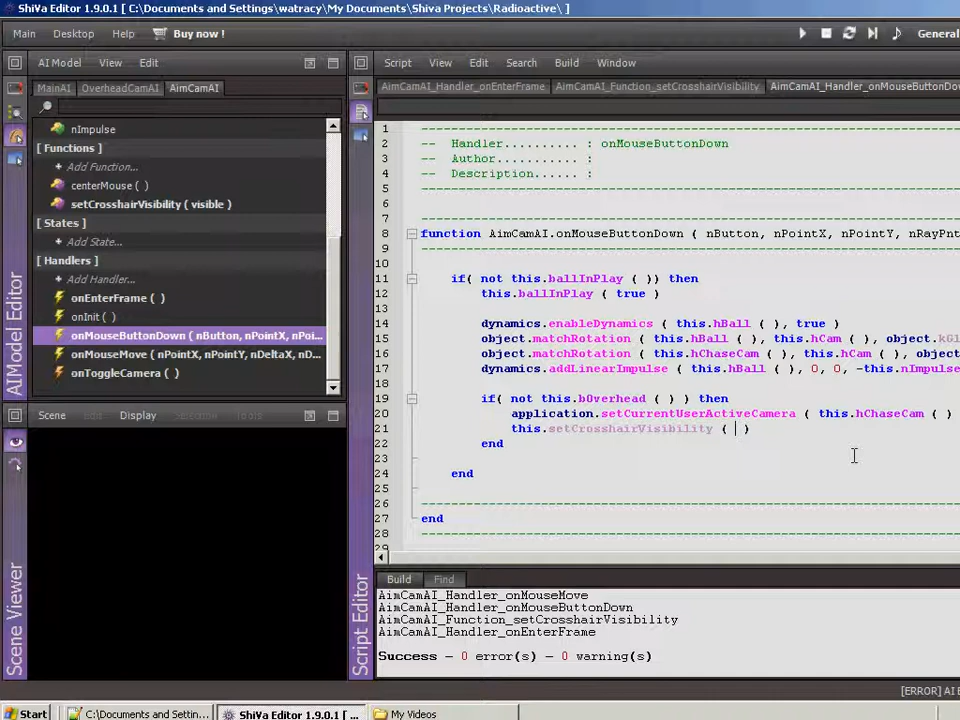 ShiVa Editor 1.9.0.1 [ C:\Documents and Settings\watracy\My Documents\Shiva Projects\Radioactive\ ]
Main Desktop Help Buy now ! General
AI Model View Edit
Script View Edit Search Build Window
MainAI OverheadCamAI AimCamAI
AimCamAI_Handler_onEnterFrame AimCamAI_Function_setCrosshairVisibility AimCamAI_Handler_onMouseButtonDow
nImpulse
[ Functions ]
+ Add Function...
centerMouse ( )
setCrosshairVisibility ( visible )
[ States ]
+ Add State...
[ Handlers ]
+ Add Handler...
onEnterFrame ( )
onInit ( )
onMouseButtonDown ( nButton, nPointX, nPoi...
onMouseMove ( nPointX, nPointY, nDeltaX, nD...
onToggleCamera ( )
AIModel Editor
Scene Display
Scene Viewer
1 --------------------------------------------------------------------------------
2 -- Handler.......... : onMouseButtonDown
3 -- Author........... :
4 -- Description...... :
5 --------------------------------------------------------------------------------
6
7 --------------------------------------------------------------------------------
8 function AimCamAI.onMouseButtonDown ( nButton, nPointX, nPointY, nRayPnt
9 --------------------------------------------------------------------------------
10
11 if( not this.ballInPlay ( )) then
12 this.ballInPlay ( true )
13
14 dynamics.enableDynamics ( this.hBall ( ), true )
15 object.matchRotation ( this.hBall ( ), this.hCam ( ), object.kGl
16 object.matchRotation ( this.hChaseCam ( ), this.hCam ( ), object
17 dynamics.addLinearImpulse ( this.hBall ( ), 0, 0, -this.nImpulse
18
19 if( not this.bOverhead ( ) ) then
20 application.setCurrentUserActiveCamera ( this.hChaseCam ( )
21 this.setCrosshairVisibility ( )
22 end
23
24 end
25
26 --------------------------------------------------------------------------------
27 end
28 --------------------------------------------------------------------------------
29
Script Editor
Build Find
AimCamAI_Handler_onMouseMove
AimCamAI_Handler_onMouseButtonDown
AimCamAI_Function_setCrosshairVisibility
AimCamAI_Handler_onEnterFrame
Success - 0 error(s) - 0 warning(s)
[ERROR] AI E
Start C:\Documents and Settin... ShiVa Editor 1.9.0.1 [ ... My Videos